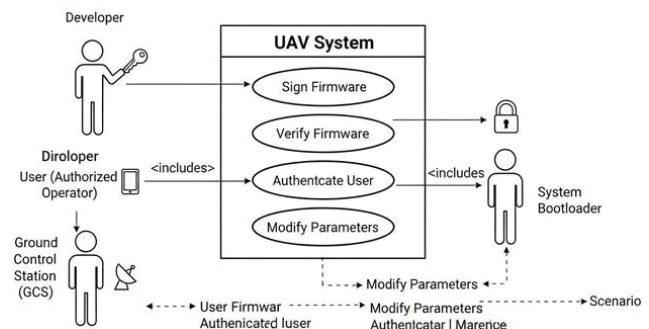 Developer
UAV System
Sign Firmware
Verify Firmware
Diroloper
User (Authorized
Operator)
<includes>
Authentcate User
<includes
System
Bootloader
Modify Parameters
Ground
Control
Station
(GCS)
Modify Parameters
Scenario
User Firmwar
Authenicated Iuser
Modify Parameters
Authentcatar | Marence